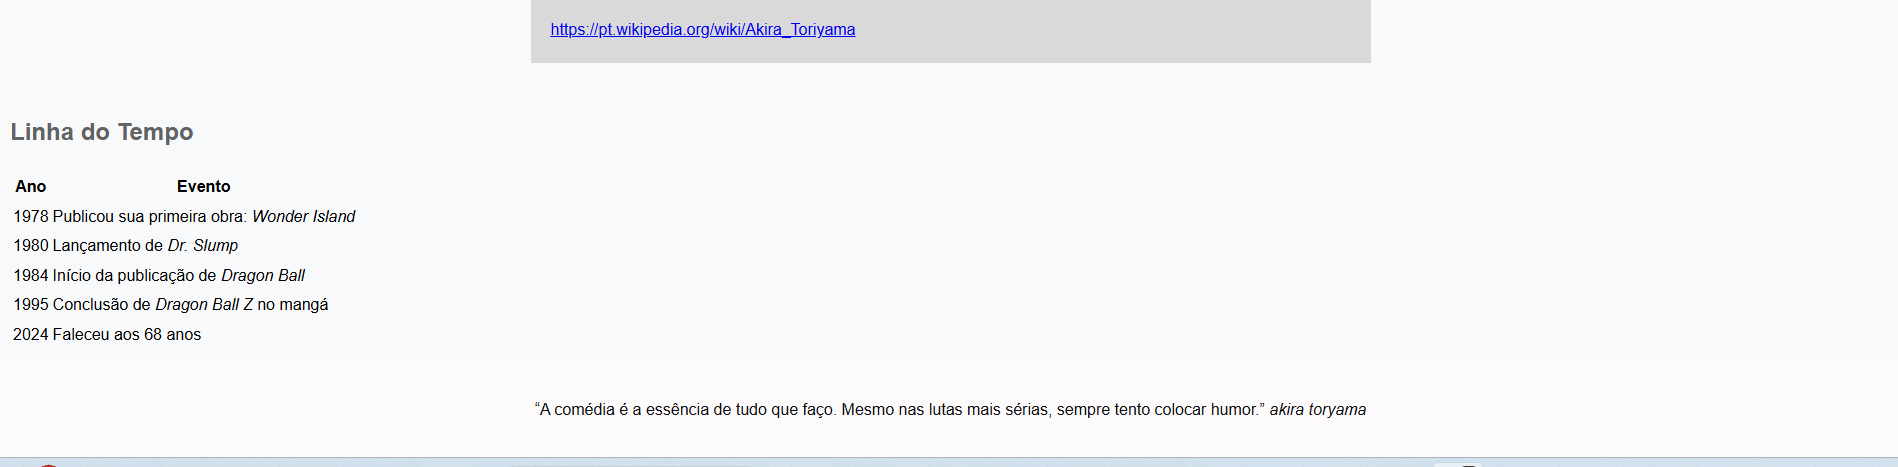 https://pt.wikipedia.org/wiki/Akira_Toriyama
Linha do Tempo
Ano Evento
1978 Publicou sua primeira obra: Wonder Island
1980 Lançamento de Dr. Slump
1984 Início da publicação de Dragon Ball
1995 Conclusão de Dragon Ball Z no mangá
2024 Faleceu aos 68 anos
“A comédia é a essência de tudo que faço. Mesmo nas lutas mais sérias, sempre tento colocar humor.” akira toryama